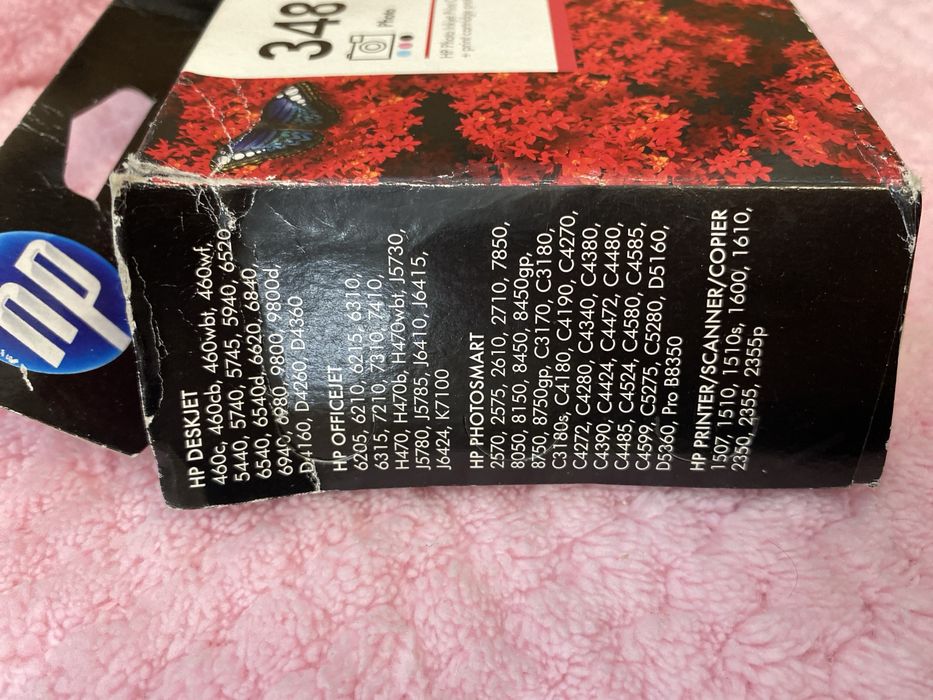 348
Photo
HP Photo Inkjet
+ print cartridge
hp
HP DESKJET
460c, 460cb, 460wbt, 460wf,
5440, 5740, 5745, 5940, 6520,
6540, 6540d, 6620, 6840,
6940, 6980, 9800, 9800d,
D4160, D4260, D4360
HP OFFICEJET
6205, 6210, 6215, 6310,
6315, 7210, 7310, 7410,
H470, H470b, H470wbt, J5730,
J5780, J5785, J6410, J6415,
J6424, K7100
HP PHOTOSMART
2570, 2575, 2610, 2710, 7850,
8050, 8150, 8450, 8450gp,
8750, 8750gp, C3170, C3180,
C3180s, C4180, C4190, C4270,
C4272, C4280, C4340, C4380,
C4390, C4424, C4472, C4480,
C4485, C4524, C4580, C4585,
C4599, C5275, C5280, D5160,
D5360, Pro B8350
HP PRINTER/SCANNER/COPIER
1507, 1510, 1510s, 1600, 1610,
2350, 2355, 2355p